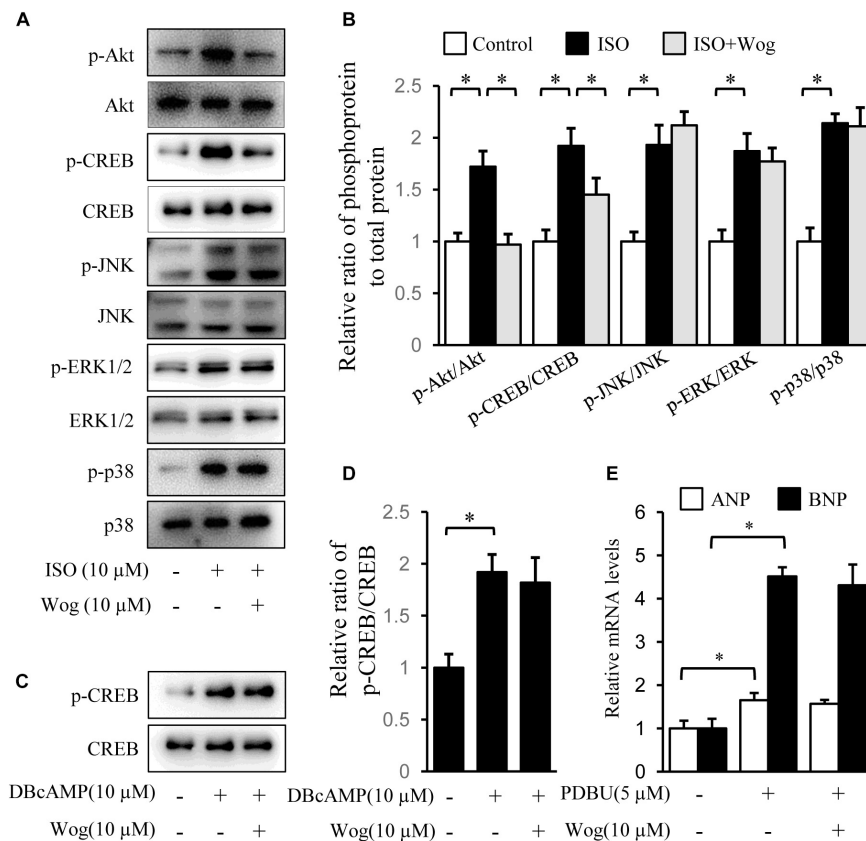 A
p-Akt
Akt
p-CREB
CREB
p-JNK
JNK
p-ERK1/2
ERK1/2
p-p38
p38
ISO (10 µM) - + +
Wog (10 µM) +
B
Control ISO ISO+Wog
* * * * * * *
Relative ratio of phosphoprotein
to total protein
2.5
2
1.5
1
0.5
0
p-Akt/Akt
p-CREB/CREB
p-JNK/JNK
p-ERK/ERK
p-p38/p38
C
p-CREB
CREB
DBcAMP(10 µM) - + +
Wog(10 µM) +
D
Relative ratio of
p-CREB/CREB
2.5
2
1.5
1
0.5
0
*
DBcAMP(10 µM) - + +
Wog(10 µM) +
E
ANP BNP
Relative mRNA levels
6
5
4
3
2
1
0
*
*
PDBU(5 µM) - + +
Wog(10 µM) +